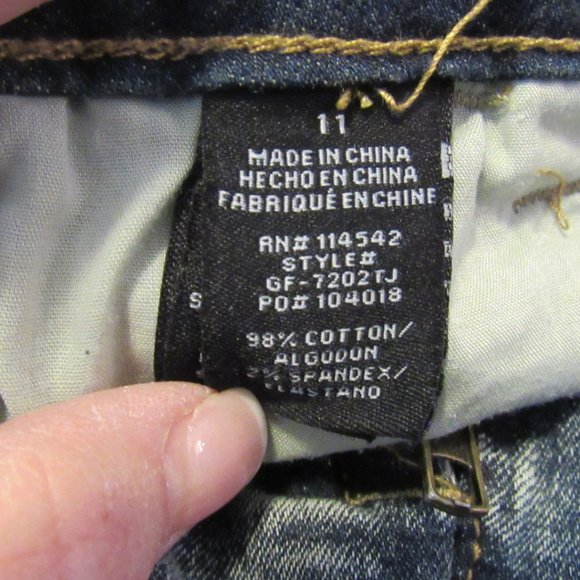 11
MADE IN CHINA
HECHO EN CHINA
FABRIQUÉ EN CHINE
RN# 114542
STYLE#
GF-7202TJ
PO# 104018
S
98% COTTON/
ALGODON
2% SPANDEX/
ELASTANO